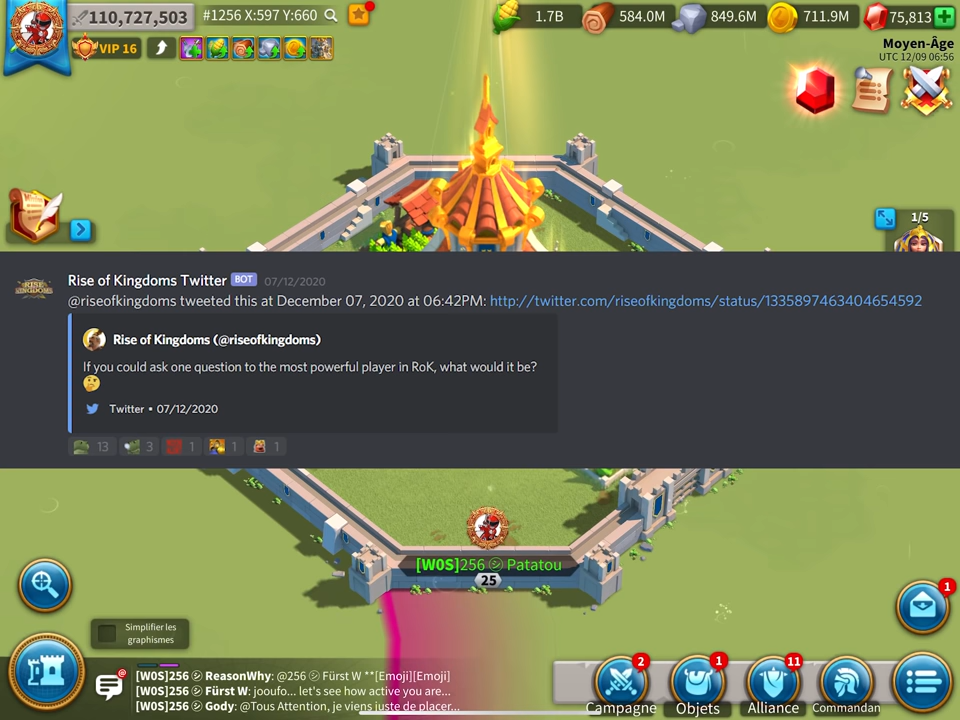 110,727,503
#1256 X:597 Y:660
1.7B
584.0M
849.6M
711.9M
75,813
VIP 16
Moyen-Âge
UTC 12/09 06:56
1/5
Rise of Kingdoms Twitter BOT 07/12/2020
@riseofkingdoms tweeted this at December 07, 2020 at 06:42PM: http://twitter.com/riseofkingdoms/status/1335897463404654592
Rise of Kingdoms (@riseofkingdoms)
If you could ask one question to the most powerful player in RoK, what would it be?
🤔
Twitter • 07/12/2020
13 3 1 1 1
[W0S]256 Patatou
25
1
Simplifier les
graphismes
[W0S]256 ReasonWhy: @256 Fürst W **[Emoji][Emoji]
[W0S]256 Fürst W: jooufo... let's see how active you are...
[W0S]256 Gody: @Tous Attention, je viens juste de placer...
2
1
11
Campagne
Objets
Alliance
Commandan